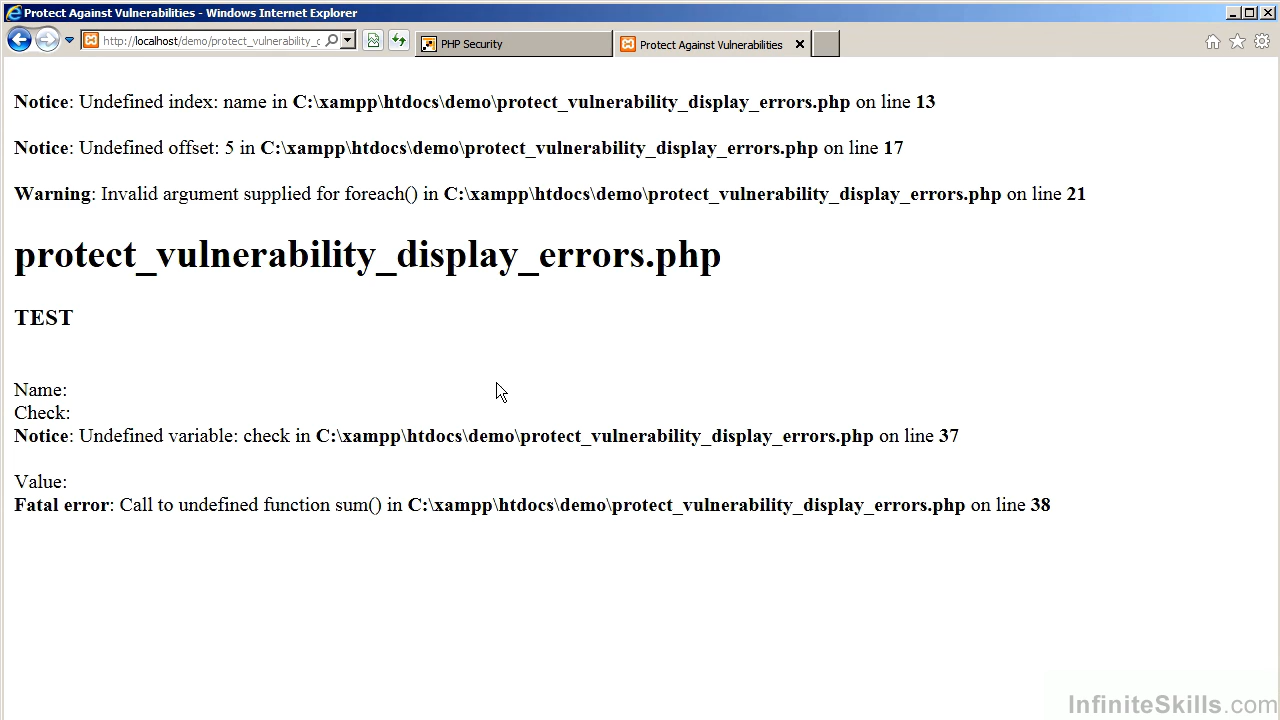 Protect Against Vulnerabilities - Windows Internet Explorer
http://localhost/demo/protect_vulnerability_c
PHP Security
Protect Against Vulnerabilities
Notice: Undefined index: name in C:\xampp\htdocs\demo\protect_vulnerability_display_errors.php on line 13
Notice: Undefined offset: 5 in C:\xampp\htdocs\demo\protect_vulnerability_display_errors.php on line 17
Warning: Invalid argument supplied for foreach() in C:\xampp\htdocs\demo\protect_vulnerability_display_errors.php on line 21
protect_vulnerability_display_errors.php
TEST
Name:
Check:
Notice: Undefined variable: check in C:\xampp\htdocs\demo\protect_vulnerability_display_errors.php on line 37
Value:
Fatal error: Call to undefined function sum() in C:\xampp\htdocs\demo\protect_vulnerability_display_errors.php on line 38
InfiniteSkills.com